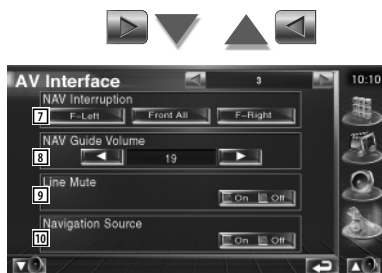 AV Interface 3 10:10
NAV Interruption
7 F-Left Front All F-Right
NAV Guide Volume
8 19
Line Mute
9 On Off
Navigation Source
10 On Off